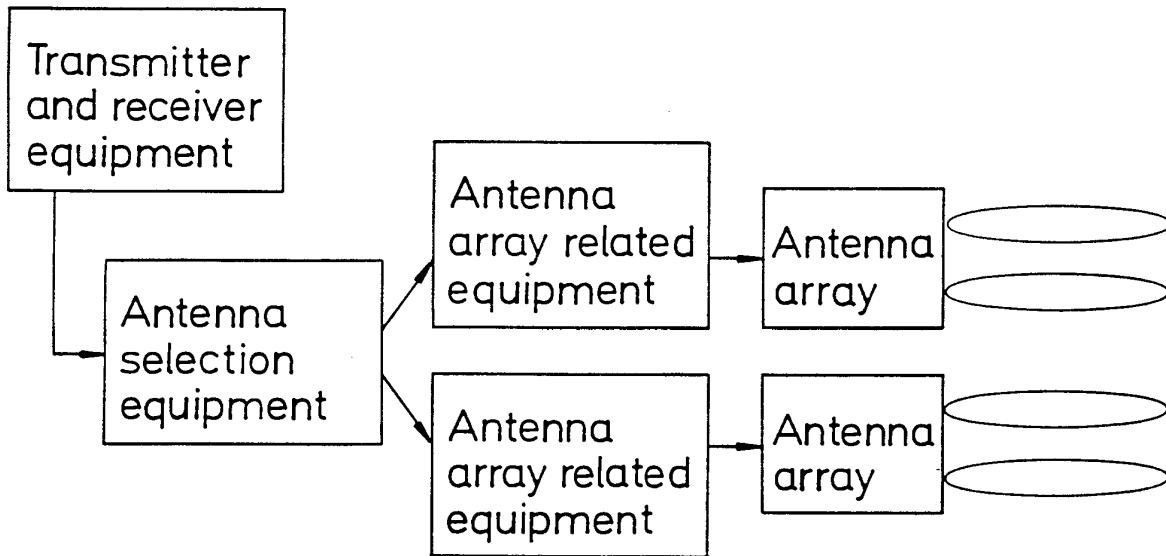 Transmitter
and receiver
equipment
Antenna
selection
equipment
Antenna
array related
equipment
Antenna
array
Antenna
array related
equipment
Antenna
array